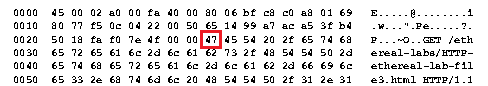 0000 45 00 02 a0 00 fa 40 00 80 06 bf c8 c0 a8 01 69 E.....@. .......i
0010 80 77 f5 0c 04 22 00 50 65 14 99 a7 ac a5 3f b4 .w...".P e.....?.
0020 50 18 fa f0 7e 4f 00 00 47 45 54 20 2f 65 74 68 P...~O.. GET /eth
0030 65 72 65 61 6c 2d 6c 61 62 73 2f 48 54 54 50 2d ereal-la bs/HTTP-
0040 65 74 68 65 72 65 61 6c 2d 6c 61 62 2d 66 69 6c ethereal -lab-fil
0050 65 33 2e 68 74 6d 6c 20 48 54 54 50 2f 31 2e 31 e3.html HTTP/1.1